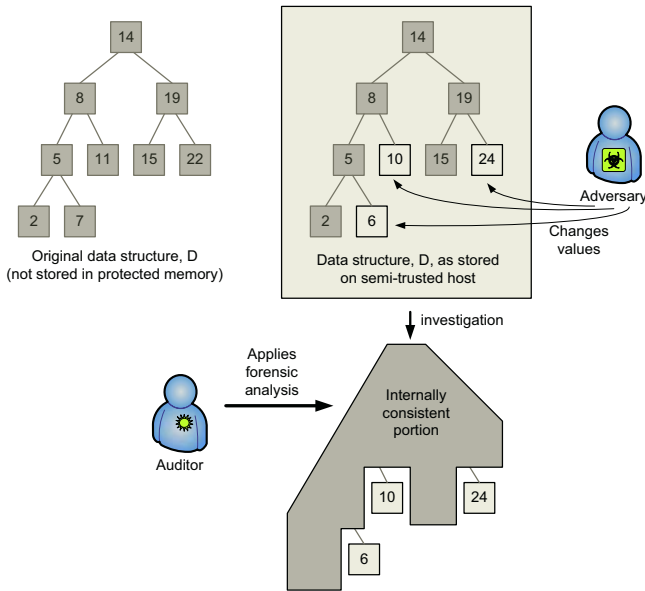 14
8
19
5
11
15
22
2
7
Original data structure, D
(not stored in protected memory)
14
8
19
5
10
15
24
2
6
Data structure, D, as stored
on semi-trusted host
Adversary
Changes
values
investigation
Applies
forensic
analysis
Auditor
Internally
consistent
portion
10
24
6